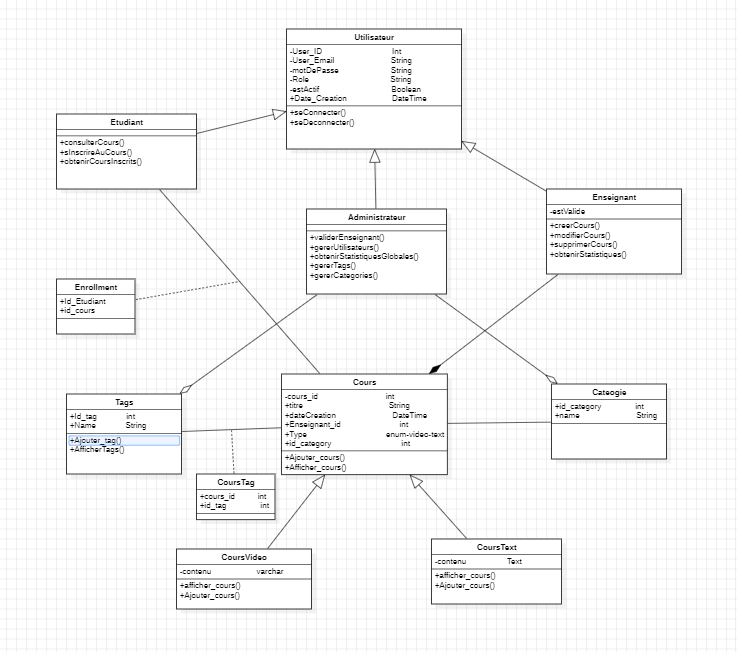 Utilisateur
-User_ID Int
-User_Email String
-motDePasse String
-Role String
-estActif Boolean
+Date_Creation DateTime
+seConnecter()
+seDeconnecter()
Etudiant
+consulterCours()
+sInscrireAuCours()
+obtenirCoursInscrits()
Enseignant
-estValide
+creerCours()
+modifierCours()
+supprimerCours()
+obtenirStatistiques()
Administrateur
+validerEnseignant()
+gererUtilisateurs()
+obtenirStatistiquesGlobales()
+gererTags()
+gererCategories()
Enrollment
+Id_Etudiant
+id_cours
Cours
-cours_id int
+titre String
+dateCreation DateTime
+Enseignant_id int
+Type enum-video-text
+id_category int
+Ajouter_cours()
+Afficher_cours()
Tags
+Id_tag int
+Name String
+Ajouter_tag()
+AfficherTags()
Cateogie
+id_category int
+name String
CoursTag
+cours_id int
+id_tag int
CoursVideo
-contenu varchar
+afficher_cours()
+Ajouter_cours()
CoursText
-contenu Text
+afficher_cours()
+Ajouter_cours()